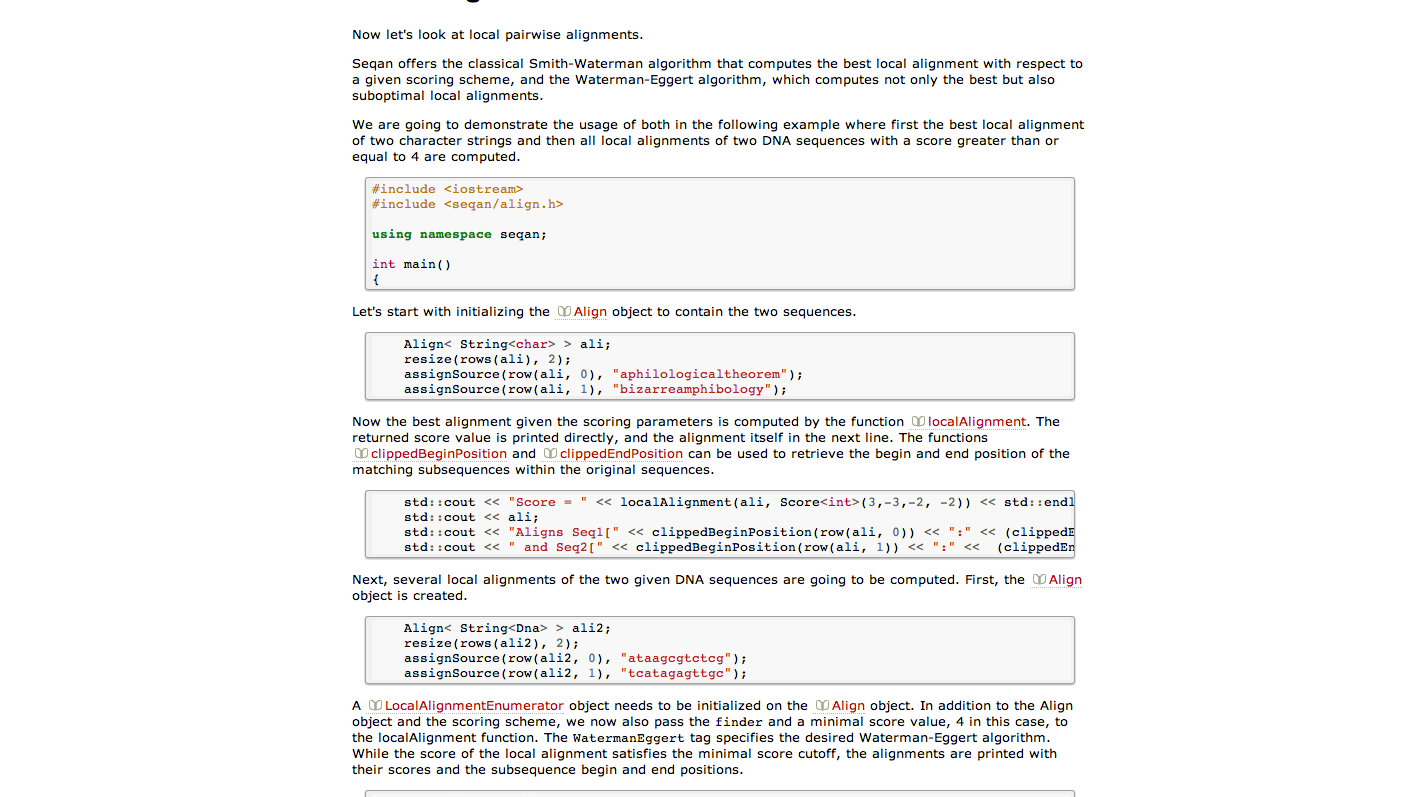 Now let's look at local pairwise alignments.
Seqan offers the classical Smith-Waterman algorithm that computes the best local alignment with respect to
a given scoring scheme, and the Waterman-Eggert algorithm, which computes not only the best but also
suboptimal local alignments.
We are going to demonstrate the usage of both in the following example where first the best local alignment
of two character strings and then all local alignments of two DNA sequences with a score greater than or
equal to 4 are computed.
#include <iostream>
#include <seqan/align.h>
using namespace seqan;
int main()
{
Let's start with initializing the Align object to contain the two sequences.
Align< String<char> > ali;
resize(rows(ali), 2);
assignSource(row(ali, 0), "aphilologicaltheorem");
assignSource(row(ali, 1), "bizarreamphibology");
Now the best alignment given the scoring parameters is computed by the function localAlignment. The
returned score value is printed directly, and the alignment itself in the next line. The functions
clippedBeginPosition and clippedEndPosition can be used to retrieve the begin and end position of the
matching subsequences within the original sequences.
std::cout << "Score = " << localAlignment(ali, Score<int>(3,-3,-2, -2)) << std::endl
std::cout << ali;
std::cout << "Aligns Seq1[" << clippedBeginPosition(row(ali, 0)) << ":" << (clippedE
std::cout << " and Seq2[" << clippedBeginPosition(row(ali, 1)) << ":" <<  (clippedEn
Next, several local alignments of the two given DNA sequences are going to be computed. First, the Align
object is created.
Align< String<Dna> > ali2;
resize(rows(ali2), 2);
assignSource(row(ali2, 0), "ataagcgtctcg");
assignSource(row(ali2, 1), "tcatagagttgc");
A LocalAlignmentEnumerator object needs to be initialized on the Align object. In addition to the Align
object and the scoring scheme, we now also pass the finder and a minimal score value, 4 in this case, to
the localAlignment function. The WatermanEggert tag specifies the desired Waterman-Eggert algorithm.
While the score of the local alignment satisfies the minimal score cutoff, the alignments are printed with
their scores and the subsequence begin and end positions.